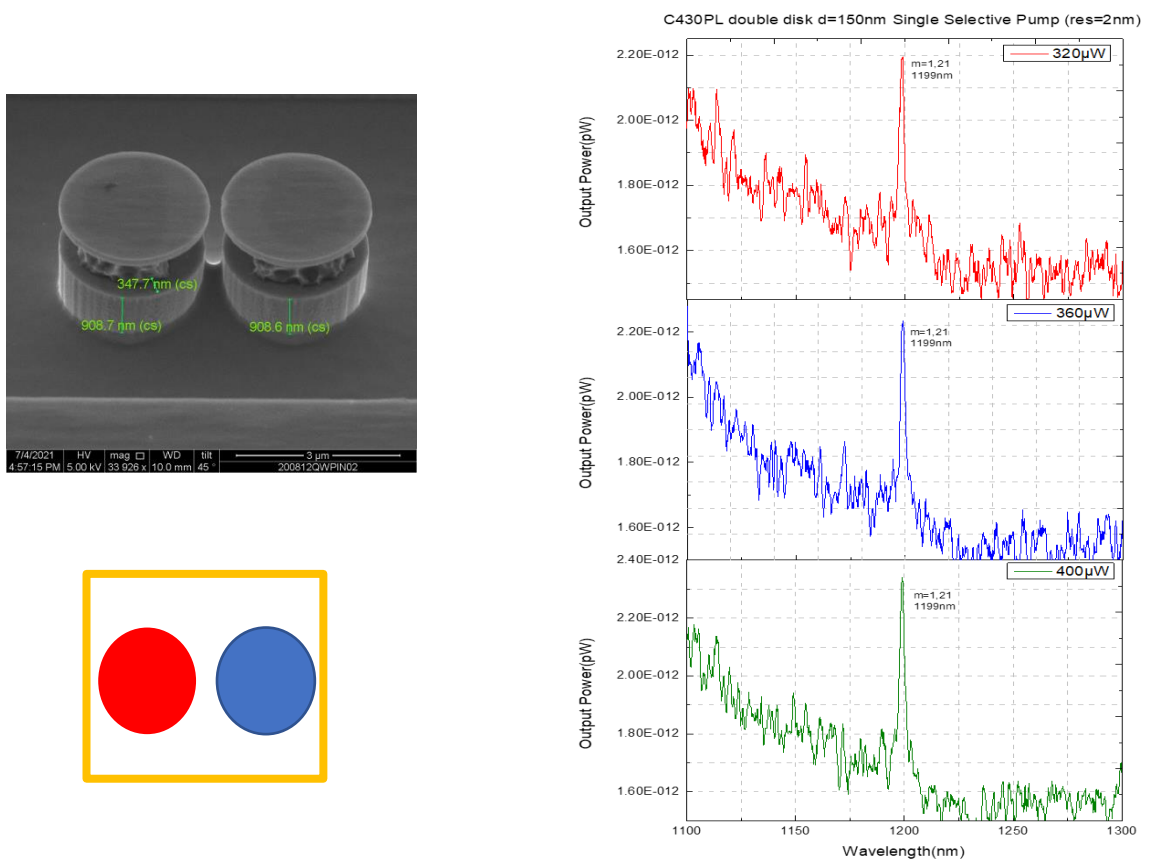 C430PL double disk d=150nm Single Selective Pump (res=2nm)
2.20E-012
2.00E-012
1.80E-012
1.60E-012
Output Power(pW)
320µW
m=1,21
1199nm
347.7 nm (cs)
908.7 nm (cs)
908.6 nm (cs)
7/4/2021
4:57:15 PM
HV
5.00 kV
mag
33 926 x
WD
10.0 mm
tilt
45 °
3 µm
200812QWPIN02
2.20E-012
2.00E-012
1.80E-012
1.60E-012
Output Power(pW)
360µW
m=1,21
1199nm
2.40E-012
2.20E-012
2.00E-012
1.80E-012
1.60E-012
Output Power(pW)
400µW
m=1,21
1199nm
1100
1150
1200
1250
1300
Wavelength(nm)